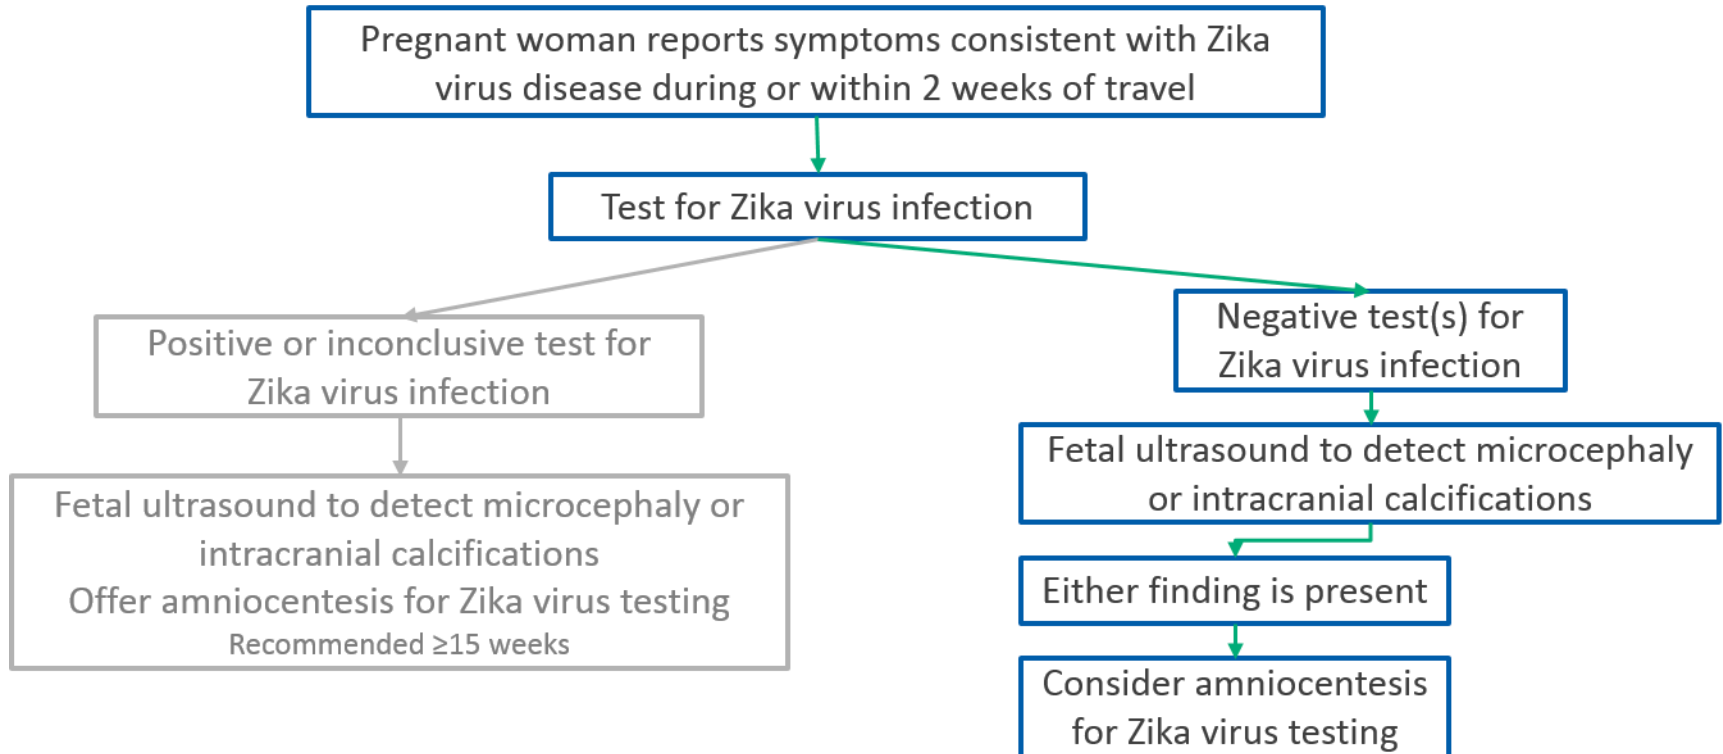 Pregnant woman reports symptoms consistent with Zika
virus disease during or within 2 weeks of travel
Test for Zika virus infection
Positive or inconclusive test for
Zika virus infection
Fetal ultrasound to detect microcephaly or
intracranial calcifications
Offer amniocentesis for Zika virus testing
Recommended ≥15 weeks
Negative test(s) for
Zika virus infection
Fetal ultrasound to detect microcephaly
or intracranial calcifications
Either finding is present
Consider amniocentesis
for Zika virus testing